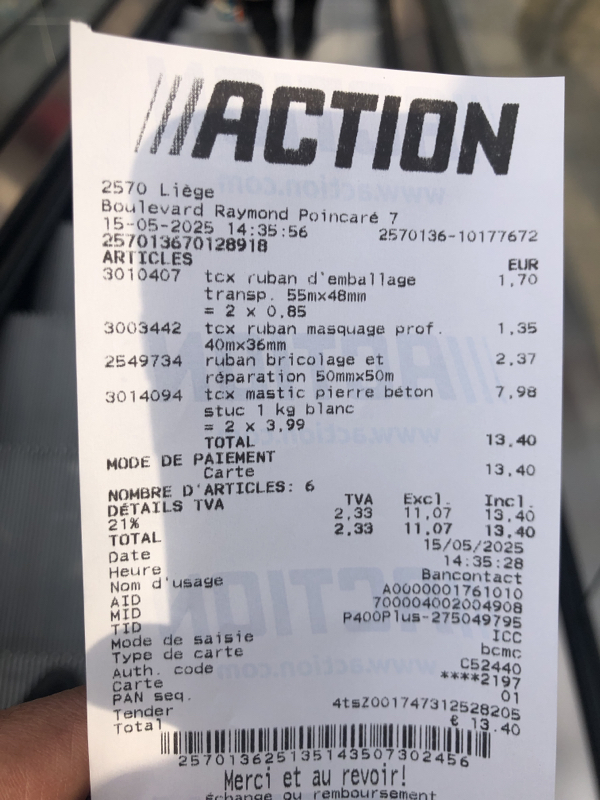 ///ACTION
2570 Liège
Boulevard Raymond Poincaré 7
15-05-2025 14:35:56 2570136-10177672
257013670128918
ARTICLES EUR
3010407 tcx ruban d'emballage 1,70
transp. 55mx48mm
= 2 x 0,85
3003442 tcx ruban masquage prof. 1,35
40mx36mm
2549734 ruban bricolage et 2,37
réparation 50mmx50m
3014094 tcx mastic pierre béton 7,98
stuc 1 kg blanc
= 2 x 3,99
TOTAL 13,40
MODE DE PAIEMENT
Carte 13,40
NOMBRE D'ARTICLES: 6
DÉTAILS TVA TVA Excl. Incl.
21% 2,33 11,07 13,40
TOTAL 2,33 11,07 13,40
Date 15/05/2025
Heure 14:35:28
Nom d'usage Bancontact
AID A0000001761010
MID 700004002004908
TID P400Plus-275049795
Mode de saisie ICC
Type de carte bcmc
Auth. code C52440
Carte ****2197
PAN seq. 01
Tender 4tsZ001747312528205
Total € 13.40
257013625135143507302456
Merci et au revoir!
échange ou remboursement